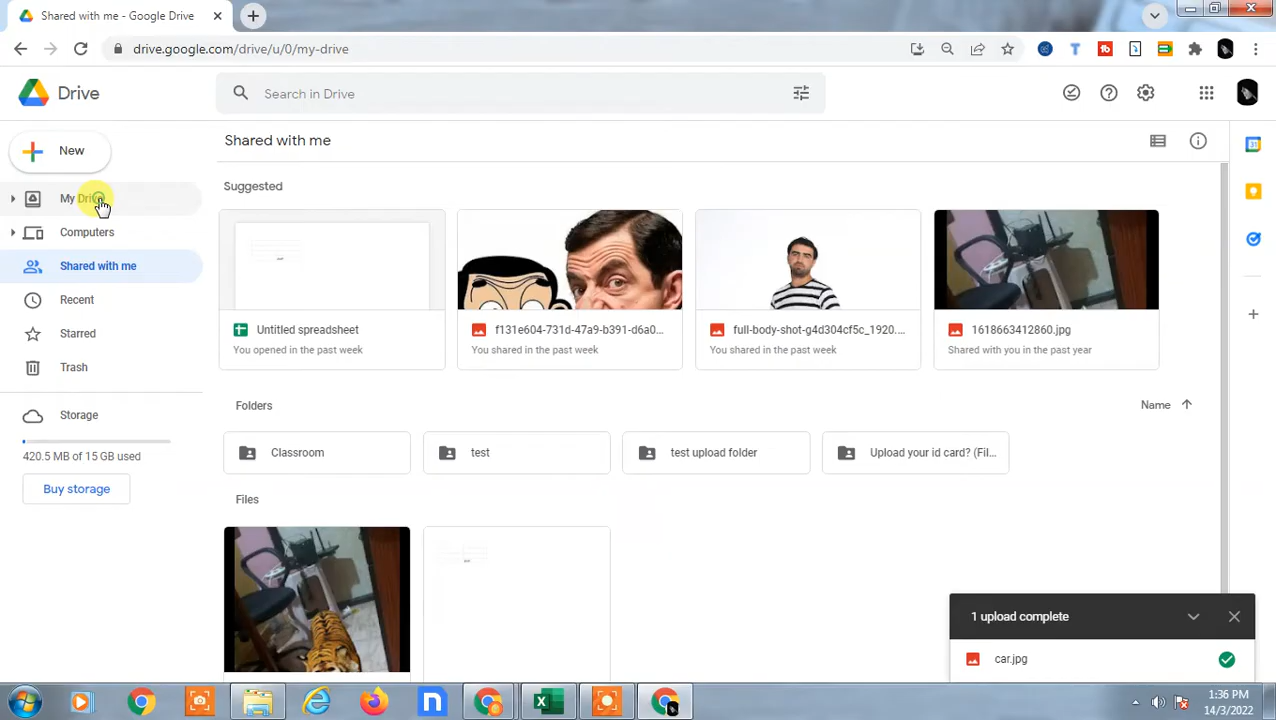 Shared with me - Google Drive
drive.google.com/drive/u/0/my-drive
Drive
Search in Drive
New
Shared with me
My Drive
Computers
Shared with me
Recent
Starred
Trash
Storage
420.5 MB of 15 GB used
Buy storage
Suggested
Untitled spreadsheet
You opened in the past week
f131e604-731d-47a9-b391-d6a0...
You shared in the past week
full-body-shot-g4d304cf5c_1920....
You shared in the past week
1618663412860.jpg
Shared with you in the past year
Folders
Name
Classroom
test
test upload folder
Upload your id card? (Fil...
Files
1 upload complete
car.jpg
1:36 PM
14/3/2022